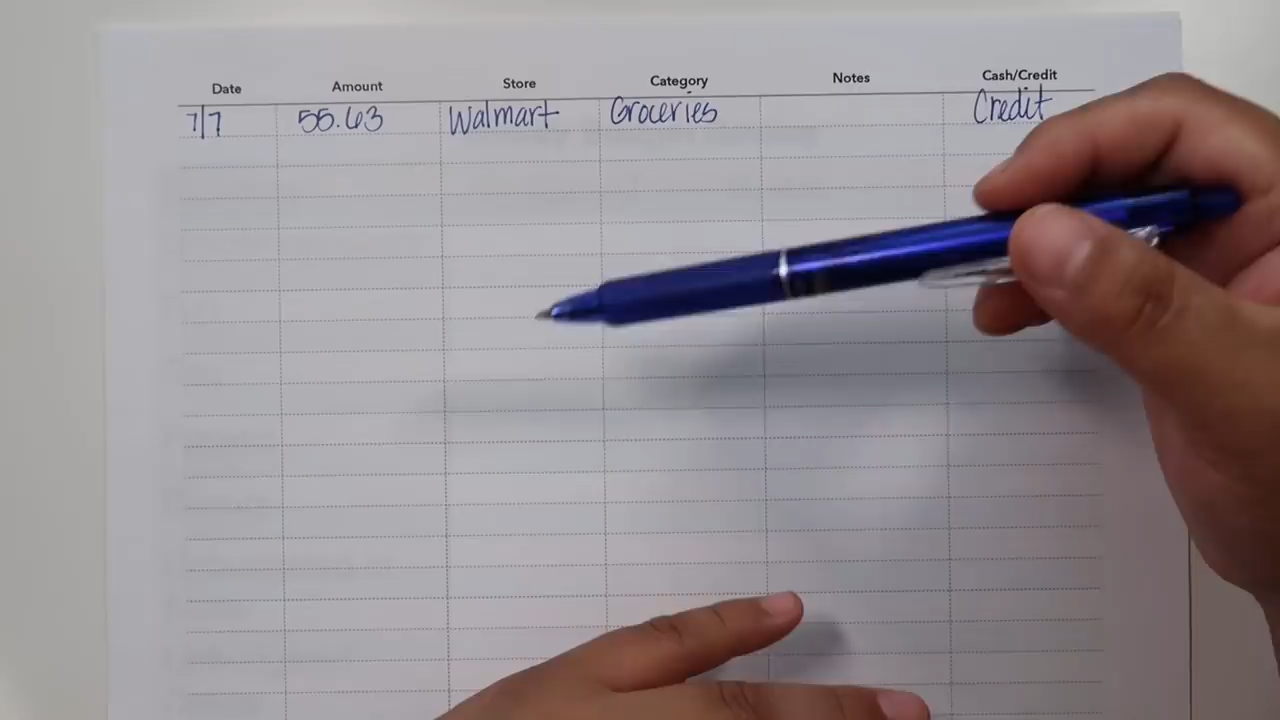 Date Amount Store Category Notes Cash/Credit
7/7 55.63 Walmart Groceries Credit